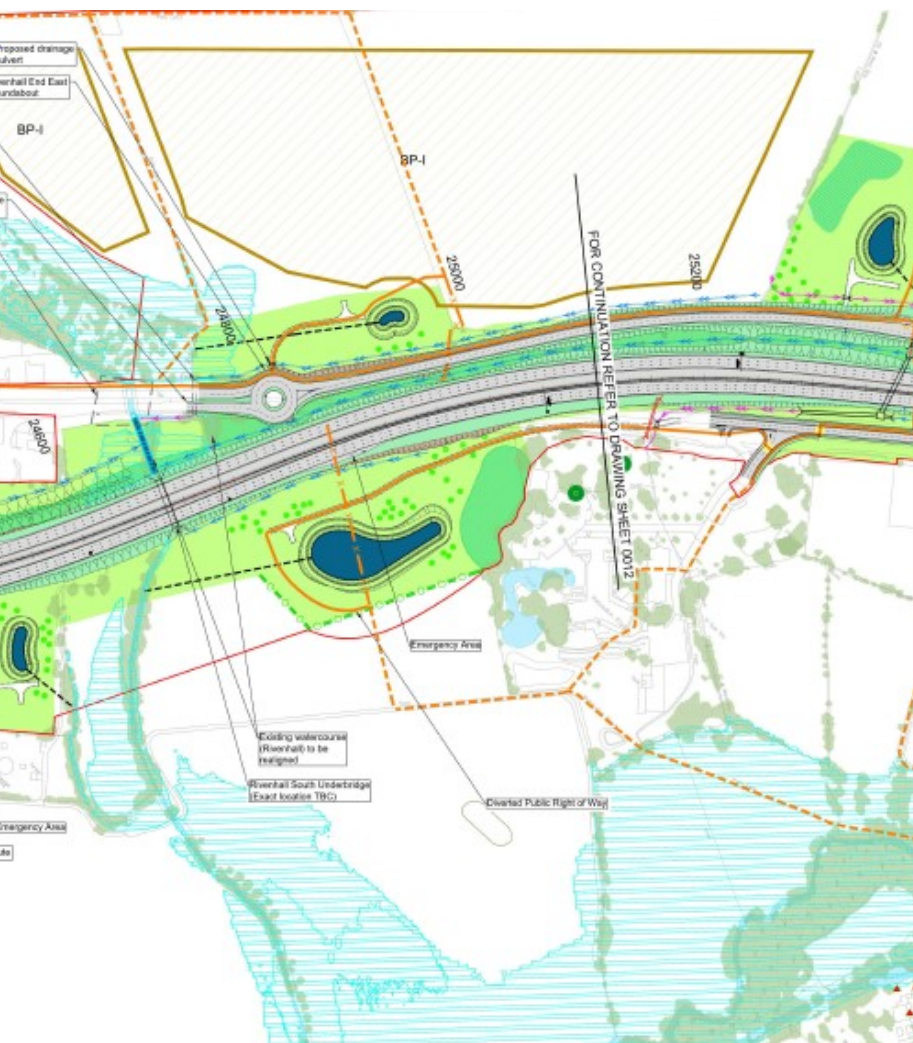 Proposed drainage
culvert
Rivenhall End East
Roundabout
BP-I
BP-I
25000
25200
24800
24600
FOR CONTINUATION REFER TO DRAWING SHEET 0012
Emergency Area
Existing watercourse
(Rivenhall) to be
realigned
Rivenhall South Underbridge
(Exact location TBC)
Diverted Public Right of Way
Emergency Area